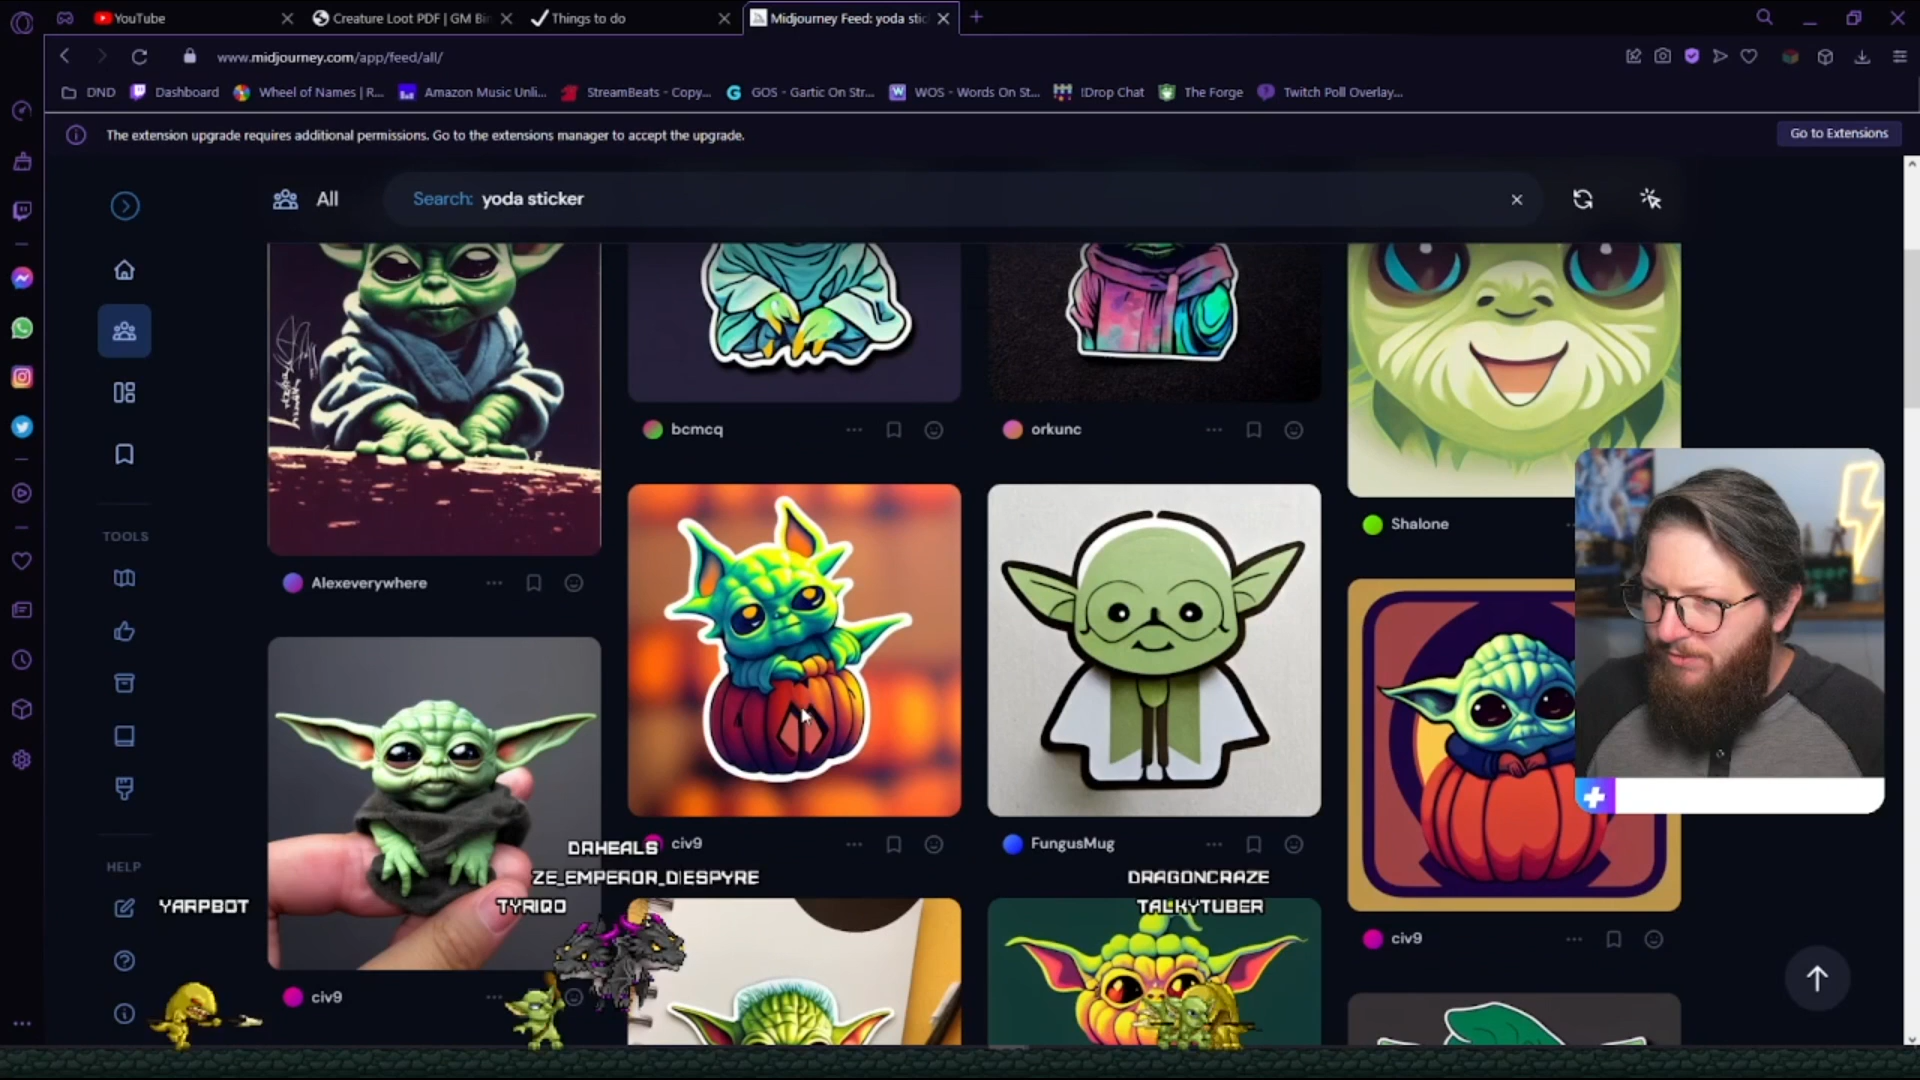 YouTube
Creature Loot PDF | GM Bi
Things to do
Midjourney Feed: yoda stic
www.midjourney.com/app/feed/all/
DND
Dashboard
Wheel of Names | R...
Amazon Music Unli...
StreamBeats - Copy...
GOS - Gartic On Str...
WOS - Words On St...
!Drop Chat
The Forge
Twitch Poll Overlay...
The extension upgrade requires additional permissions. Go to the extensions manager to accept the upgrade.
Go to Extensions
All
Search: yoda sticker
bcmcq
orkunc
Shalone
TOOLS
Alexeverywhere
civ9
FungusMug
DRHEALS
HELP
ZE_EMPEROR_DIESPYRE
DRAGONCRAZE
YARPBOT
TYRIQO
TALKYTUBER
civ9
civ9